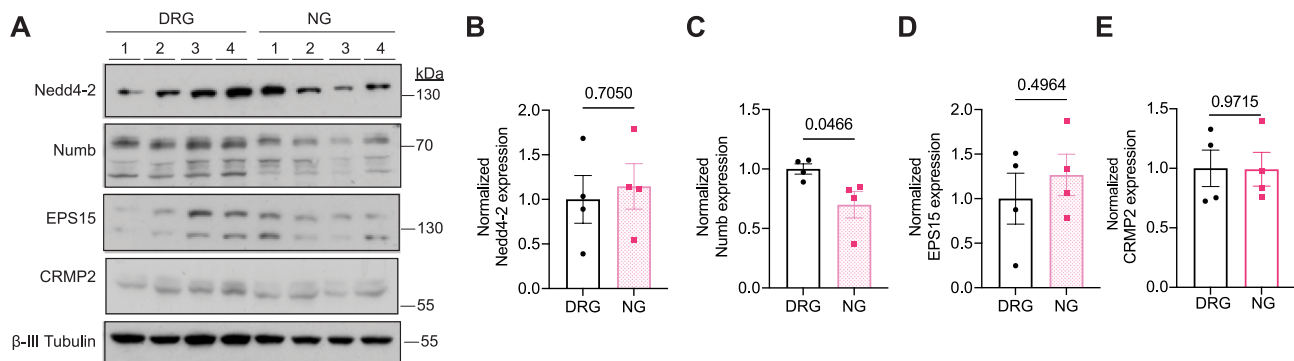 A
DRG NG
1 2 3 4 1 2 3 4
kDa
Nedd4-2
130
Numb
70
EPS15
130
CRMP2
55
β-III Tubulin
55
B
0.7050
Normalized
Nedd4-2 expression
2.0
1.5
1.0
0.5
0.0
DRG NG
C
0.0466
Normalized
Numb expression
1.5
1.0
0.5
0.0
DRG NG
D
0.4964
Normalized
EPS15 expression
2.0
1.5
1.0
0.5
0.0
DRG NG
E
0.9715
Normalized
CRMP2 expression
1.5
1.0
0.5
0.0
DRG NG